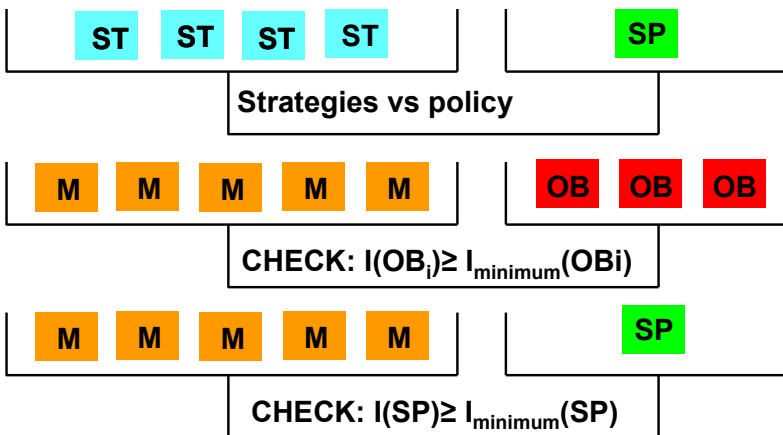 ST ST ST ST SP
Strategies vs policy
M M M M M OB OB OB
CHECK: I(OBi)≥ Iminimum(OBi)
M M M M M SP
CHECK: I(SP)≥ Iminimum(SP)